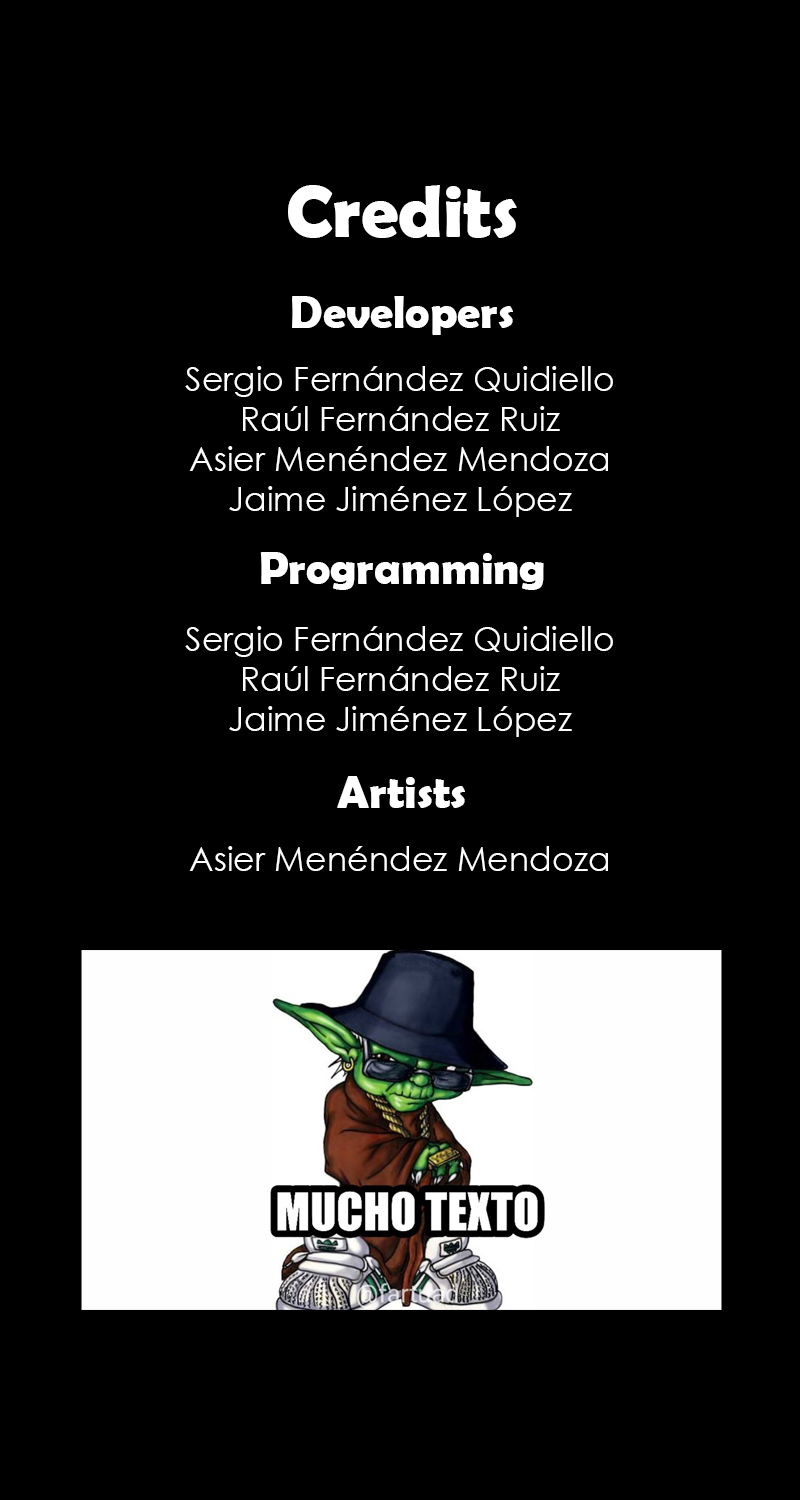 Credits
Developers
Sergio Fernández Quidiello
Raúl Fernández Ruiz
Asier Menéndez Mendoza
Jaime Jiménez López
Programming
Sergio Fernández Quidiello
Raúl Fernández Ruiz
Jaime Jiménez López
Artists
Asier Menéndez Mendoza
MUCHO TEXTO